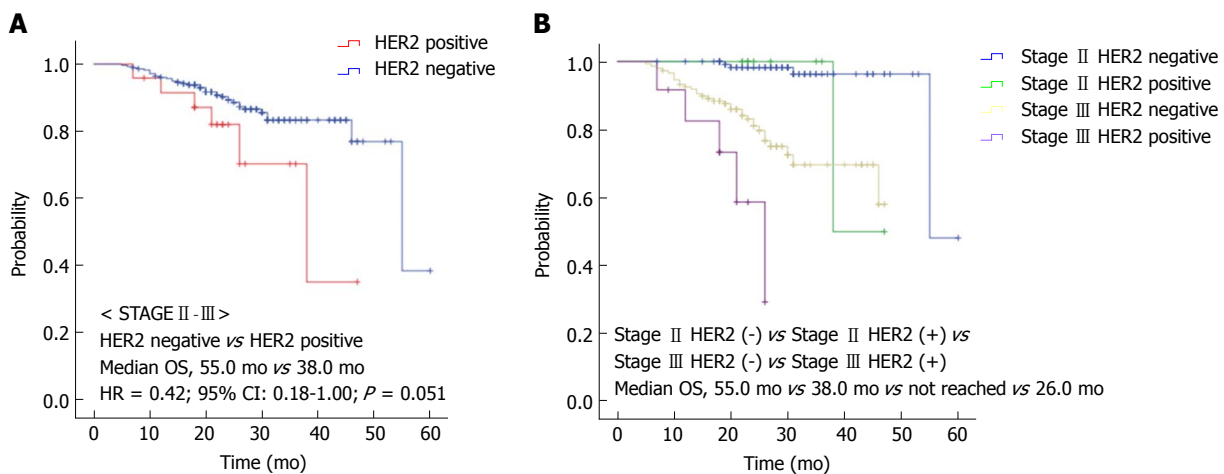 A
HER2 positive
HER2 negative
Probability
1.0
0.8
0.6
0.4
0.2
0.0
< STAGE Ⅱ - Ⅲ >
HER2 negative vs HER2 positive
Median OS, 55.0 mo vs 38.0 mo
HR = 0.42; 95% CI: 0.18-1.00; P = 0.051
0 10 20 30 40 50 60
Time (mo)
B
Stage Ⅱ HER2 negative
Stage Ⅱ HER2 positive
Stage Ⅲ HER2 negative
Stage Ⅲ HER2 positive
Probability
1.0
0.8
0.6
0.4
0.2
0.0
Stage Ⅱ HER2 (-) vs Stage Ⅱ HER2 (+) vs
Stage Ⅲ HER2 (-) vs Stage Ⅲ HER2 (+)
Median OS, 55.0 mo vs 38.0 mo vs not reached vs 26.0 mo
0 10 20 30 40 50 60
Time (mo)